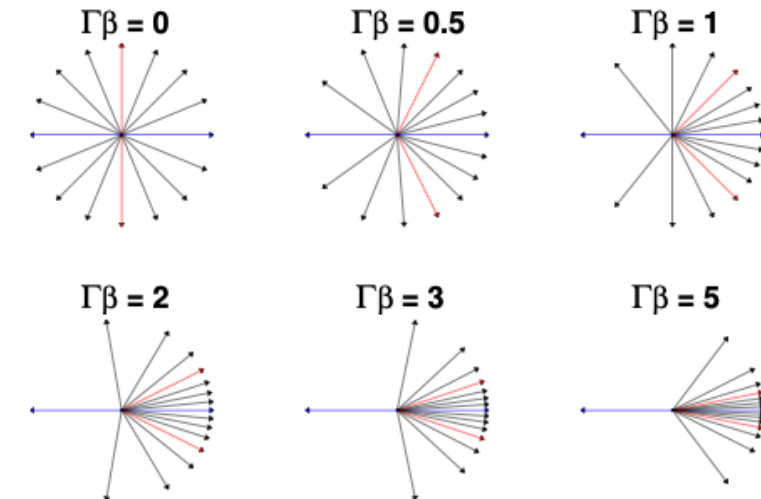 Γβ = 0
Γβ = 0.5
Γβ = 1
Γβ = 2
Γβ = 3
Γβ = 5